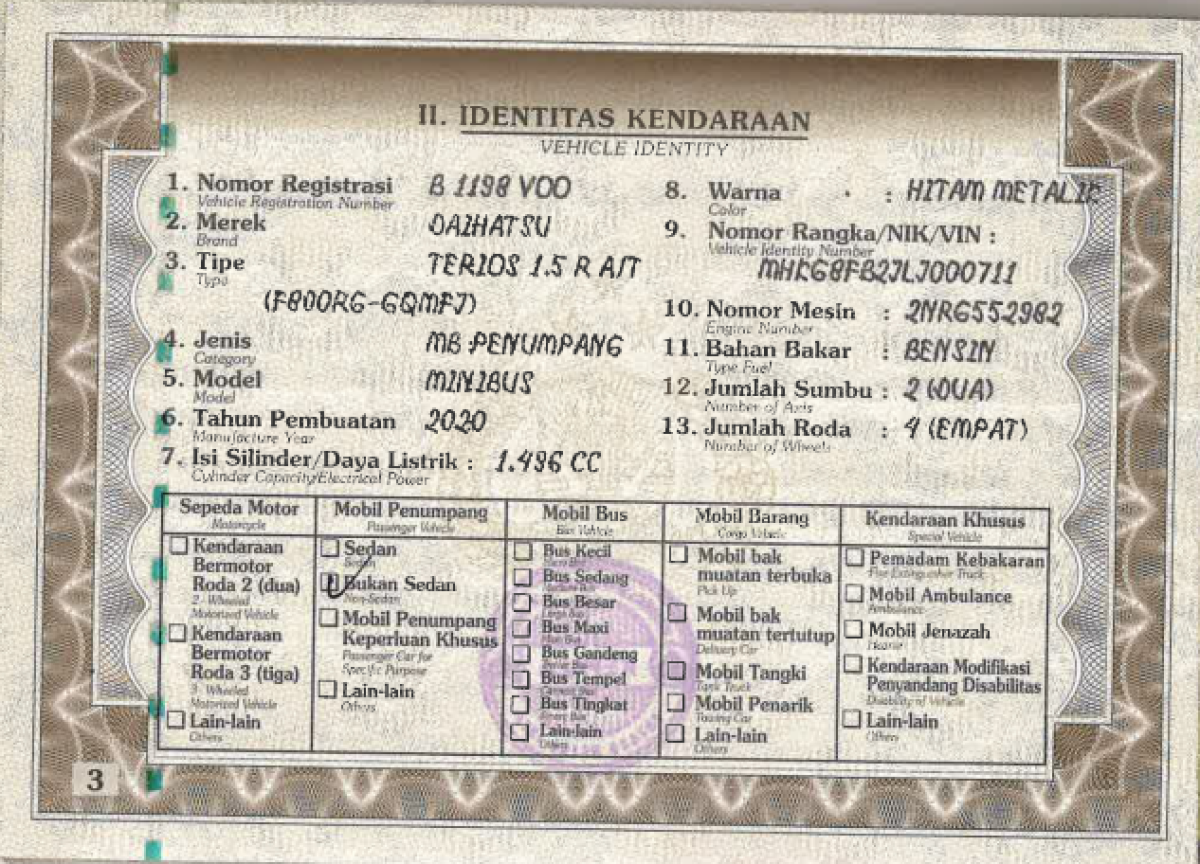 II. IDENTITAS KENDARAAN
VEHICLE IDENTITY
1. Nomor Registrasi B 1198 VOO
Vehicle Registration Number
2. Merek DAIHATSU
Brand
3. Tipe TERIOS 1.5 R A/T
Type
(F800RG-GQMFJ)
4. Jenis MB PENUMPANG
Category
5. Model MINIBUS
Model
6. Tahun Pembuatan 2020
Manufacture Year
7. Isi Silinder/Daya Listrik : 1.496 CC
Cylinder Capacity/Electrical Power
8. Warna : HITAM METALIK
Color
9. Nomor Rangka/NIK/VIN :
Vehicle Identity Number
MHKG8FB2JLJ000711
10. Nomor Mesin : 2NRG552982
Engine Number
11. Bahan Bakar : BENSIN
Type Fuel
12. Jumlah Sumbu : 2 (DUA)
Number of Axis
13. Jumlah Roda : 4 (EMPAT)
Number of Wheels
Sepeda Motor
Motorcycle
Kendaraan
Bermotor
Roda 2 (dua)
2 - Wheeled
Motorized Vehicle
Kendaraan
Bermotor
Roda 3 (tiga)
3 - Wheeled
Motorized Vehicle
Lain-lain
Others
Mobil Penumpang
Passenger Vehicle
Sedan
Sedan
Bukan Sedan
Non-Sedan
Mobil Penumpang
Keperluan Khusus
Passenger Car for
Specific Purpose
Lain-lain
Others
Mobil Bus
Bus Vehicle
Bus Kecil
Bus Sedang
Bus Besar
Bus Maxi
Bus Gandeng
Bus Tempel
Bus Tingkat
Lain-lain
Others
Mobil Barang
Cargo Vehicle
Mobil bak
muatan terbuka
Pick Up
Mobil bak
muatan tertutup
Delivery Car
Mobil Tangki
Tank Truck
Mobil Penarik
Towing Car
Lain-lain
Others
Kendaraan Khusus
Special Vehicle
Pemadam Kebakaran
Fire Extinguisher Truck
Mobil Ambulance
Ambulance
Mobil Jenazah
Hearse
Kendaraan Modifikasi
Penyandang Disabilitas
Disability of Vehicle
Lain-lain
Others
3